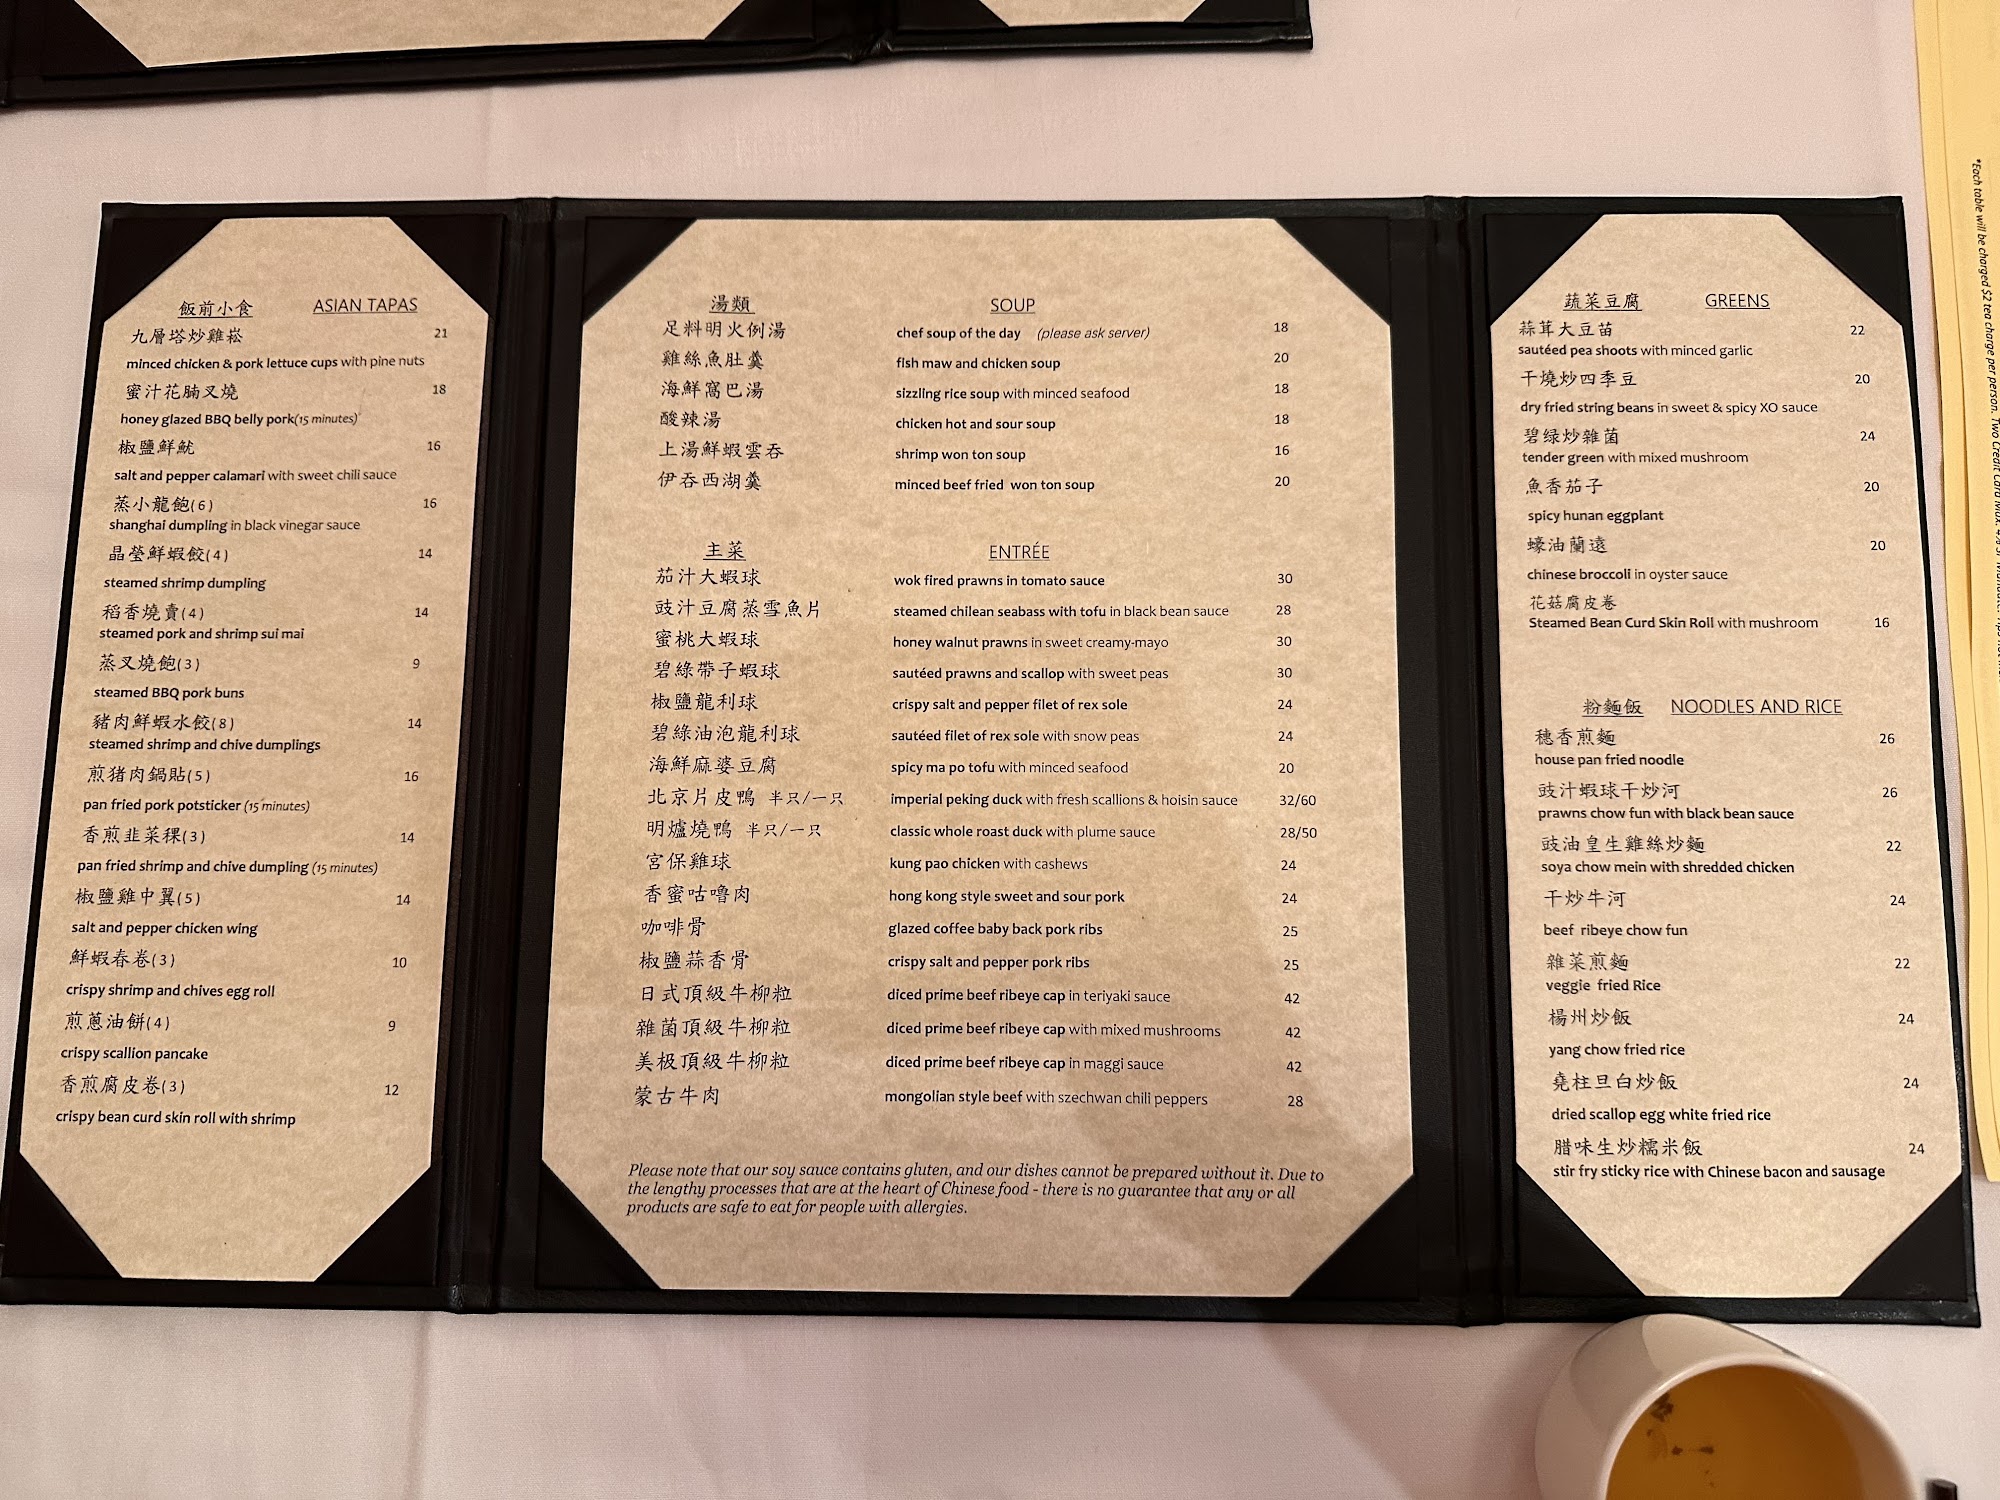 飯前小食 ASIAN TAPAS
九層塔炒雞崧 21
minced chicken & pork lettuce cups with pine nuts
蜜汁花腩叉燒 18
honey glazed BBQ belly pork(15 minutes)
椒鹽鮮魷 16
salt and pepper calamari with sweet chili sauce
蒸小龍飽(6) 16
shanghai dumpling in black vinegar sauce
晶瑩鮮蝦餃(4) 14
steamed shrimp dumpling
稻香燒賣(4) 14
steamed pork and shrimp sui mai
蒸叉燒飽(3) 9
steamed BBQ pork buns
豬肉鮮蝦水餃(8) 14
steamed shrimp and chive dumplings
煎猪肉鍋貼(5) 16
pan fried pork potsticker (15 minutes)
香煎韭菜稞(3) 14
pan fried shrimp and chive dumpling (15 minutes)
椒鹽雞中翼(5) 14
salt and pepper chicken wing
鮮蝦春卷(3) 10
crispy shrimp and chives egg roll
煎蔥油餅(4) 9
crispy scallion pancake
香煎腐皮卷(3) 12
crispy bean curd skin roll with shrimp
湯類 SOUP
足料明火例湯 chef soup of the day (please ask server) 18
雞絲魚肚羹 fish maw and chicken soup 20
海鮮窩巴湯 sizzling rice soup with minced seafood 18
酸辣湯 chicken hot and sour soup 18
上湯鮮蝦雲吞 shrimp won ton soup 16
伊吞西湖羹 minced beef fried won ton soup 20
主菜 ENTRÉE
茄汁大蝦球 wok fired prawns in tomato sauce 30
豉汁豆腐蒸雪魚片 steamed chilean seabass with tofu in black bean sauce 28
蜜桃大蝦球 honey walnut prawns in sweet creamy-mayo 30
碧綠帶子蝦球 sautéed prawns and scallop with sweet peas 30
椒鹽龍利球 crispy salt and pepper filet of rex sole 24
碧綠油泡龍利球 sautéed filet of rex sole with snow peas 24
海鮮麻婆豆腐 spicy ma po tofu with minced seafood 20
北京片皮鴨 半只/一只 imperial peking duck with fresh scallions & hoisin sauce 32/60
明爐燒鴨 半只/一只 classic whole roast duck with plume sauce 28/50
宮保雞球 kung pao chicken with cashews 24
香蜜咕嚕肉 hong kong style sweet and sour pork 24
咖啡骨 glazed coffee baby back pork ribs 25
椒鹽蒜香骨 crispy salt and pepper pork ribs 25
日式頂級牛柳粒 diced prime beef ribeye cap in teriyaki sauce 42
雜菌頂級牛柳粒 diced prime beef ribeye cap with mixed mushrooms 42
美极頂級牛柳粒 diced prime beef ribeye cap in maggi sauce 42
蒙古牛肉 mongolian style beef with szechwan chili peppers 28
Please note that our soy sauce contains gluten, and our dishes cannot be prepared without it. Due to
the lengthy processes that are at the heart of Chinese food - there is no guarantee that any or all
products are safe to eat for people with allergies.
蔬菜豆腐 GREENS
蒜茸大豆苗 22
sautéed pea shoots with minced garlic
干燒炒四季豆 20
dry fried string beans in sweet & spicy XO sauce
碧绿炒雜菌 24
tender green with mixed mushroom
魚香茄子 20
spicy hunan eggplant
蠔油蘭遠 20
chinese broccoli in oyster sauce
花菇腐皮卷
Steamed Bean Curd Skin Roll with mushroom 16
粉麵飯 NOODLES AND RICE
穗香煎麵 26
house pan fried noodle
豉汁蝦球干炒河 26
prawns chow fun with black bean sauce
豉油皇生雞絲炒麵 22
soya chow mein with shredded chicken
干炒牛河 24
beef ribeye chow fun
雜菜煎麵 22
veggie fried Rice
楊州炒飯 24
yang chow fried rice
堯柱旦白炒飯 24
dried scallop egg white fried rice
腊味生炒糯米飯 24
stir fry sticky rice with Chinese bacon and sausage
*Each table will be charged $2 tea charge per person. Two Credit Card Max.